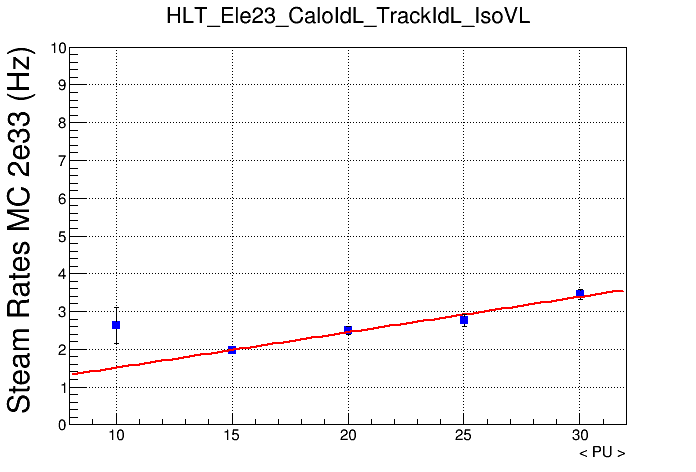 HLT_Ele23_CaloIdL_TrackIdL_IsoVL
Steam Rates MC 2e33 (Hz)
10
9
8
7
6
5
4
3
2
1
0
10 15 20 25 30
< PU >